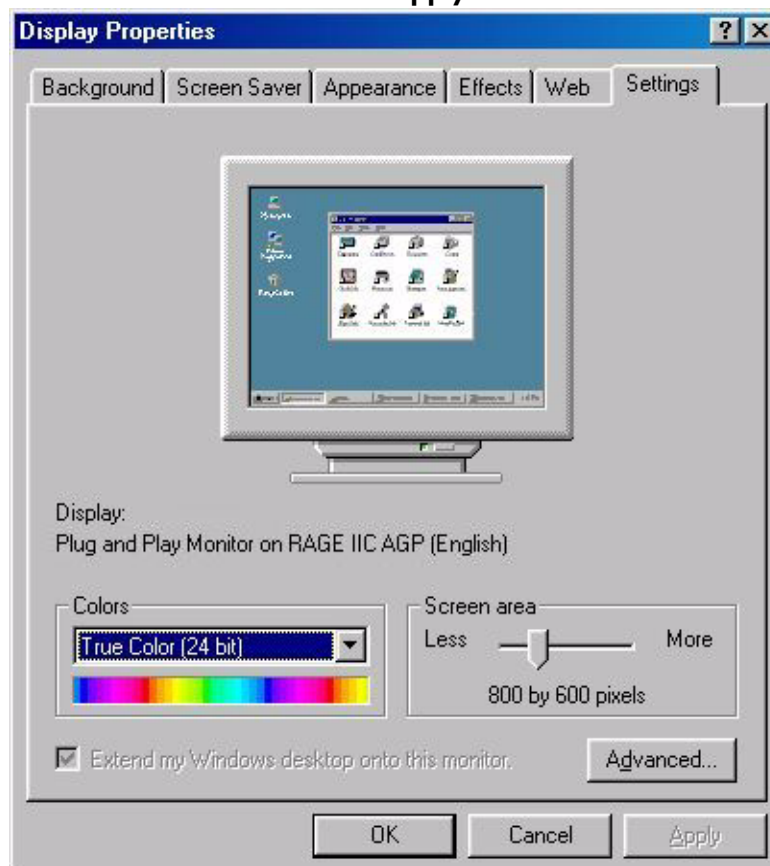 Display Properties
Background Screen Saver Appearance Effects Web Settings
Display:
Plug and Play Monitor on RAGE IIC AGP (English)
Colors
True Color (24 bit)
Screen area
Less More
800 by 600 pixels
Extend my Windows desktop onto this monitor.
Advanced...
OK Cancel Apply